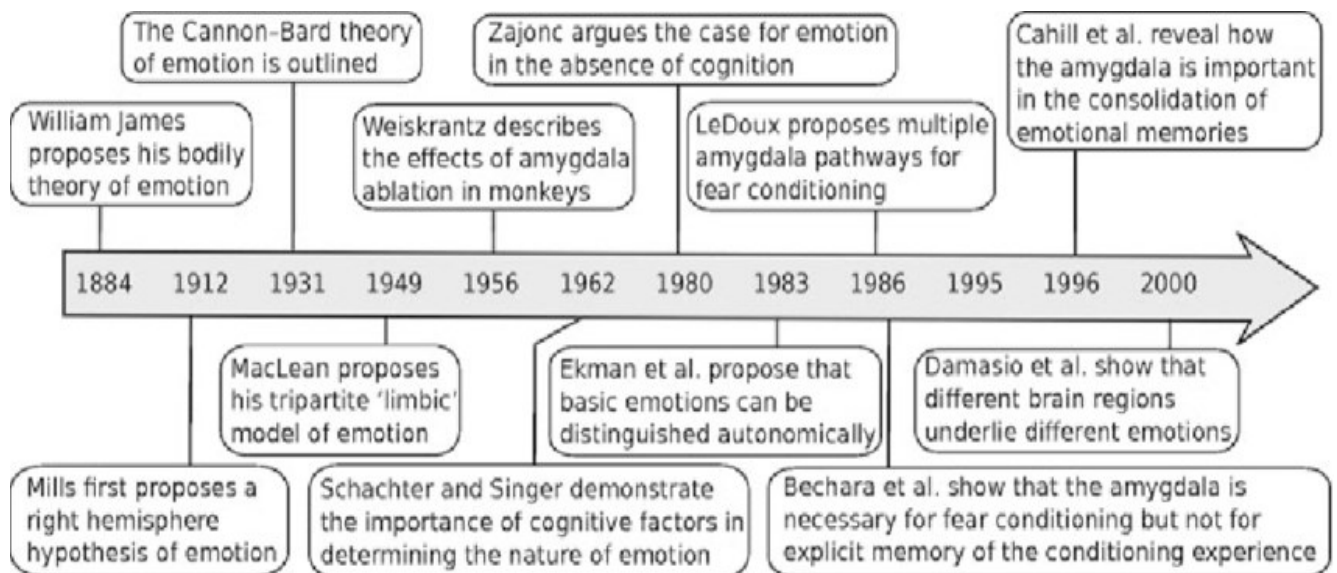 The Cannon–Bard theory
of emotion is outlined
Zajonc argues the case for emotion
in the absence of cognition
Cahill et al. reveal how
the amygdala is important
in the consolidation of
emotional memories
William James
proposes his bodily
theory of emotion
Weiskrantz describes
the effects of amygdala
ablation in monkeys
LeDoux proposes multiple
amygdala pathways for
fear conditioning
1884 1912 1931 1949 1956 1962 1980 1983 1986 1995 1996 2000
MacLean proposes
his tripartite ‘limbic’
model of emotion
Ekman et al. propose that
basic emotions can be
distinguished autonomically
Damasio et al. show that
different brain regions
underlie different emotions
Mills first proposes a
right hemisphere
hypothesis of emotion
Schachter and Singer demonstrate
the importance of cognitive factors in
determining the nature of emotion
Bechara et al. show that the amygdala is
necessary for fear conditioning but not for
explicit memory of the conditioning experience